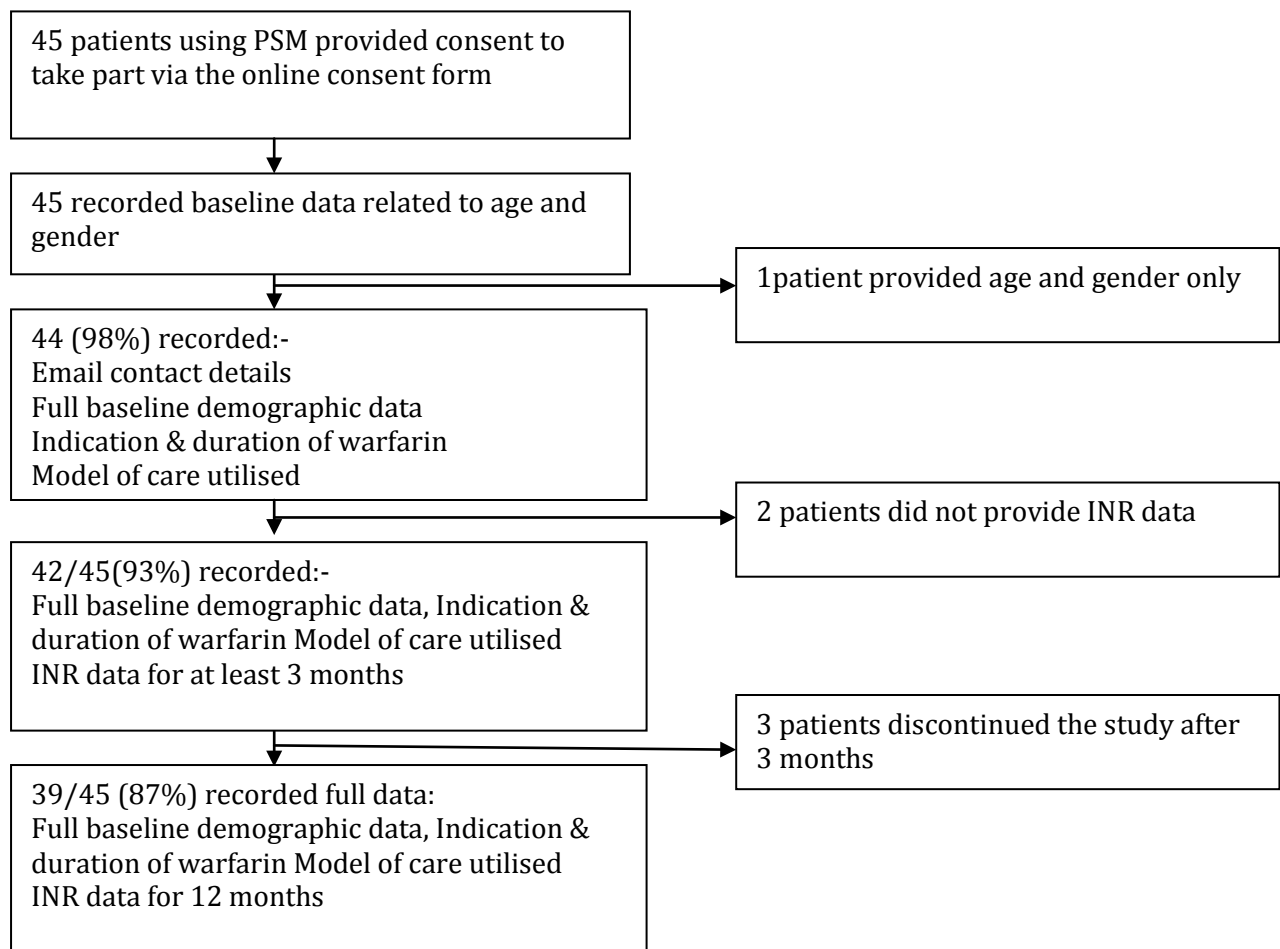 45 patients using PSM provided consent to
take part via the online consent form
45 recorded baseline data related to age and
gender
1patient provided age and gender only
44 (98%) recorded:-
Email contact details
Full baseline demographic data
Indication & duration of warfarin
Model of care utilised
2 patients did not provide INR data
42/45(93%) recorded:-
Full baseline demographic data, Indication &
duration of warfarin Model of care utilised
INR data for at least 3 months
3 patients discontinued the study after
3 months
39/45 (87%) recorded full data:
Full baseline demographic data, Indication &
duration of warfarin Model of care utilised
INR data for 12 months